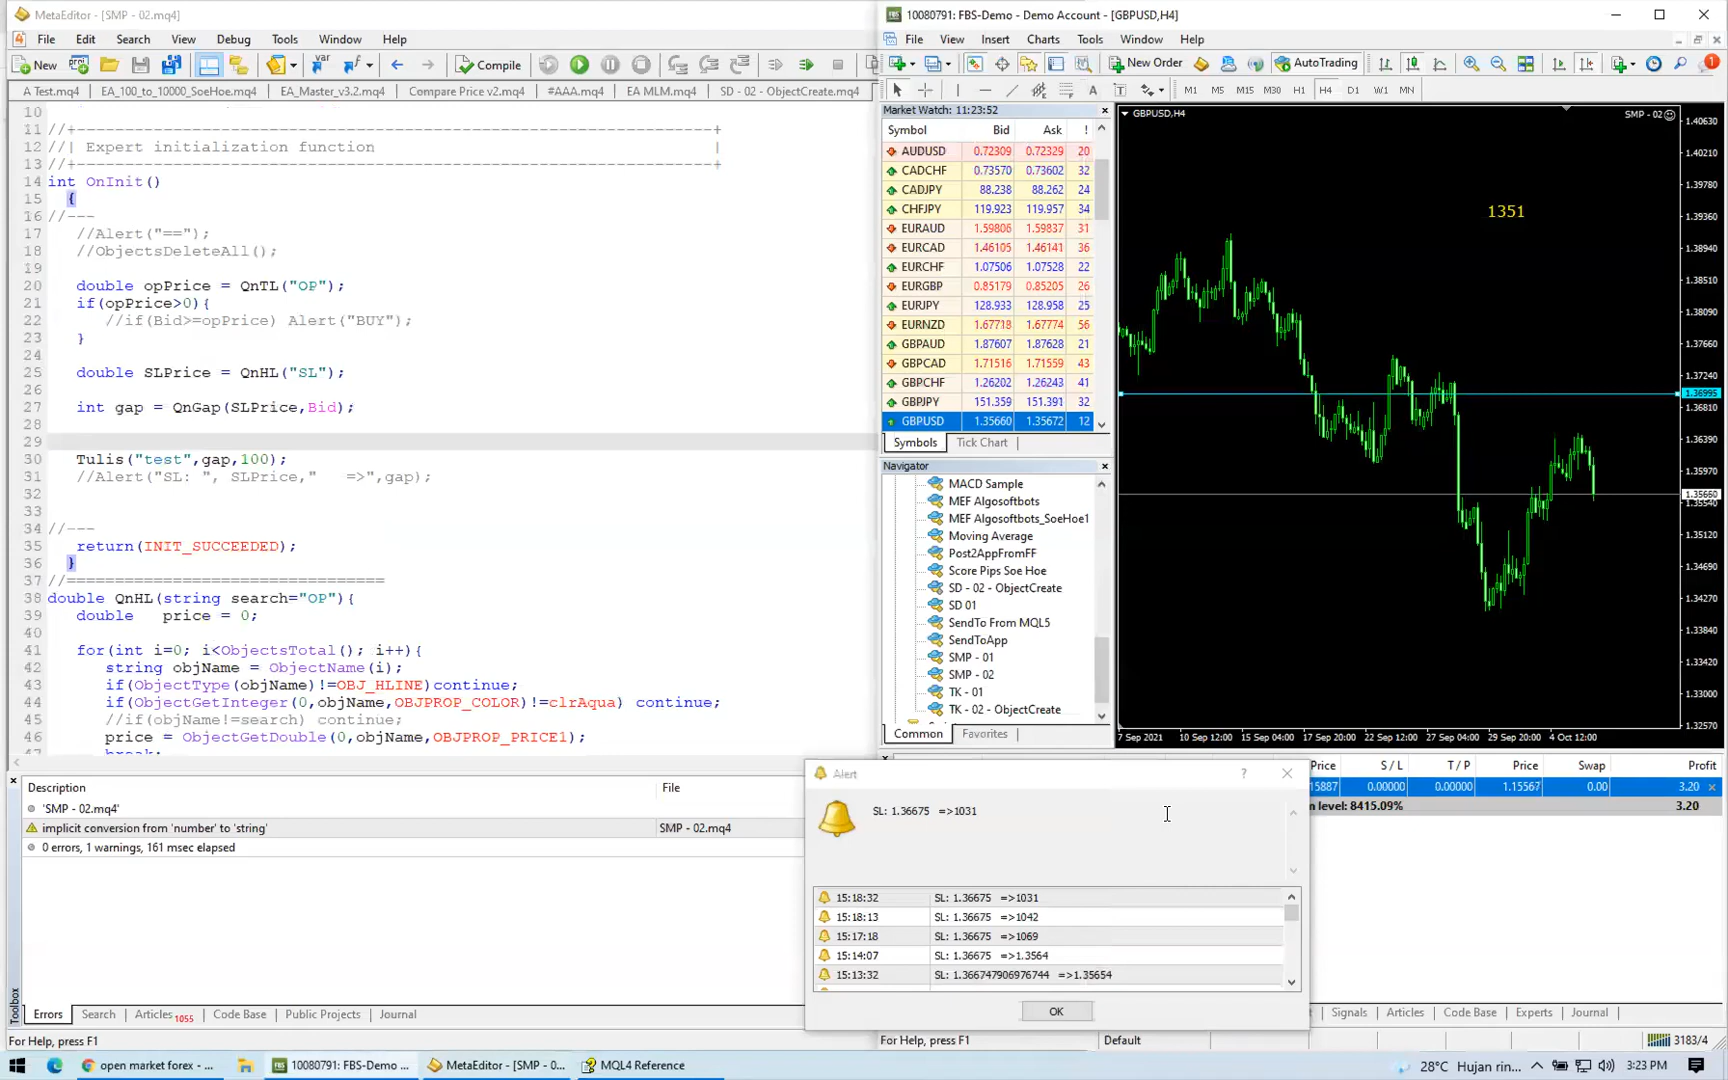 MetaEditor - [SMP - 02.mq4]
File Edit Search View Debug Tools Window Help
New Compile
A Test.mq4 EA_100_to_10000_SoeHoe.mq4 EA_Master_v3.2.mq4 Compare Price v2.mq4 #AAA.mq4 EA MLM.mq4 SD - 02 - ObjectCreate.mq4
10
11 //+------------------------------------------------------------------+
12 //| Expert initialization function |
13 //+------------------------------------------------------------------+
14 int OnInit()
15 {
16 //---
17 //Alert("==");
18 //ObjectsDeleteAll();
19
20 double opPrice = QnTL("OP");
21 if(opPrice>0){
22 //if(Bid>=opPrice) Alert("BUY");
23 }
24
25 double SLPrice = QnHL("SL");
26
27 int gap = QnGap(SLPrice,Bid);
28
29
30 Tulis("test",gap,100);
31 //Alert("SL: ", SLPrice," =>",gap);
32
33
34 //---
35 return(INIT_SUCCEEDED);
36 }
37 //=================================
38 double QnHL(string search="OP"){
39 double price = 0;
40
41 for(int i=0; i<ObjectsTotal(); i++){
42 string objName = ObjectName(i);
43 if(ObjectType(objName)!=OBJ_HLINE)continue;
44 if(ObjectGetInteger(0,objName,OBJPROP_COLOR)!=clrAqua) continue;
45 //if(objName!=search) continue;
46 price = ObjectGetDouble(0,objName,OBJPROP_PRICE1);
47 break;
Description File
'SMP - 02.mq4'
implicit conversion from 'number' to 'string' SMP - 02.mq4
0 errors, 1 warnings, 161 msec elapsed
Toolbox
Errors Search Articles 1055 Code Base Public Projects Journal
For Help, press F1
10080791: FBS-Demo - Demo Account - [GBPUSD,H4]
File View Insert Charts Tools Window Help
New Order AutoTrading 1
A T M1 M5 M15 M30 H1 H4 D1 W1 MN
Market Watch: 11:23:52
Symbol Bid Ask !
AUDUSD 0.72309 0.72329 20
CADCHF 0.73570 0.73602 32
CADJPY 88.238 88.262 24
CHFJPY 119.923 119.957 34
EURAUD 1.59806 1.59837 31
EURCAD 1.46105 1.46141 36
EURCHF 1.07506 1.07528 22
EURGBP 0.85179 0.85205 26
EURJPY 128.933 128.958 25
EURNZD 1.67718 1.67774 56
GBPAUD 1.87607 1.87628 21
GBPCAD 1.71516 1.71559 43
GBPCHF 1.26202 1.26243 41
GBPJPY 151.359 151.391 32
GBPUSD 1.35660 1.35672 12
Symbols Tick Chart
Navigator
MACD Sample
MEF Algosoftbots
MEF Algosoftbots_SoeHoe1
Moving Average
Post2AppFromFF
Score Pips Soe Hoe
SD - 02 - ObjectCreate
SD 01
SendTo From MQL5
SendToApp
SMP - 01
SMP - 02
TK - 01
TK - 02 - ObjectCreate
Common Favorites
GBPUSD,H4 SMP - 02
1351
1.40630
1.40210
1.39790
1.39360
1.38940
1.38510
1.38090
1.37660
1.37240
1.36995
1.36810
1.36390
1.35970
1.35660
1.35540
1.35120
1.34690
1.34270
1.33850
1.33420
1.33000
1.32570
7 Sep 2021 10 Sep 12:00 15 Sep 04:00 17 Sep 20:00 22 Sep 12:00 27 Sep 04:00 29 Sep 20:00 4 Oct 12:00
Price S / L T / P Price Swap Profit
15887 0.00000 0.00000 1.15567 0.00 3.20
n level: 8415.09% 3.20
Signals Articles Code Base Experts Journal
For Help, press F1 Default 3183/4
Alert
SL: 1.36675 =>1031
15:18:32 SL: 1.36675 =>1031
15:18:13 SL: 1.36675 =>1042
15:17:18 SL: 1.36675 =>1069
15:14:07 SL: 1.36675 =>1.3564
15:13:32 SL: 1.366747906976744 =>1.35654
OK
open market forex - ... 10080791: FBS-Demo ... MetaEditor - [SMP - 0... MQL4 Reference 28°C Hujan rin... 3:23 PM